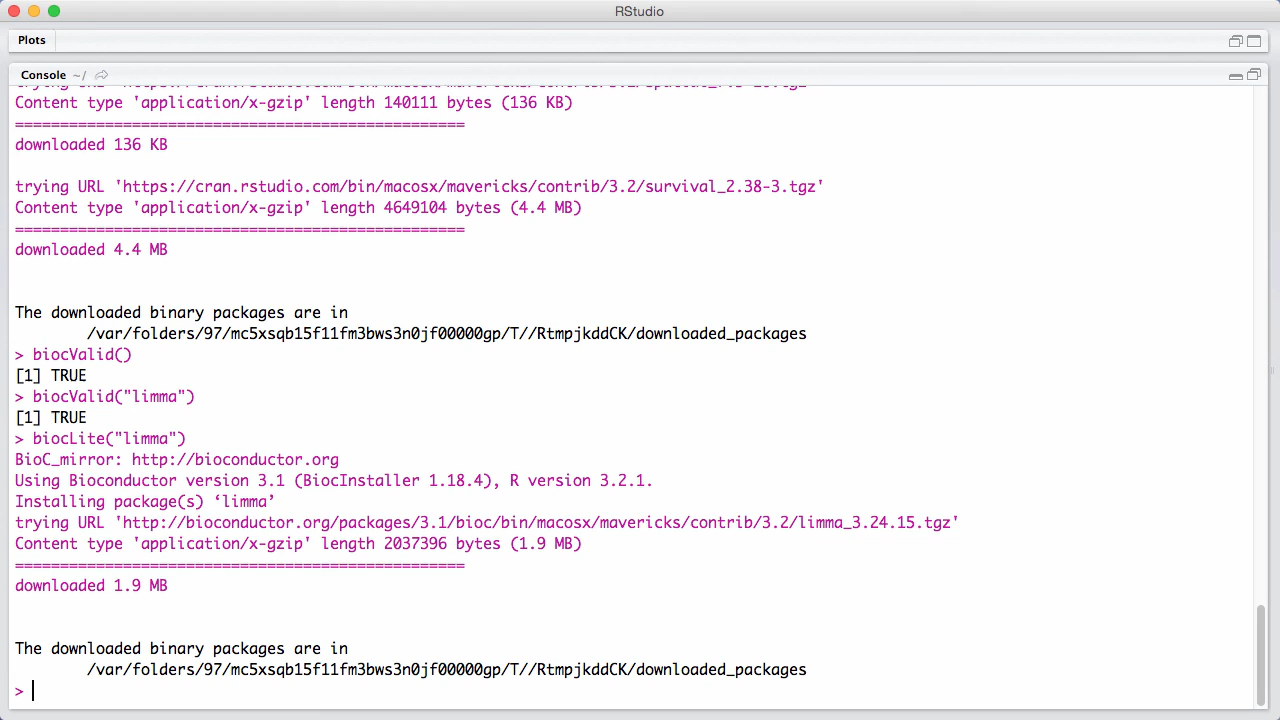 RStudio
Plots
Console ~/
Content type 'application/x-gzip' length 140111 bytes (136 KB)
==================================================
downloaded 136 KB
trying URL 'https://cran.rstudio.com/bin/macosx/mavericks/contrib/3.2/survival_2.38-3.tgz'
Content type 'application/x-gzip' length 4649104 bytes (4.4 MB)
==================================================
downloaded 4.4 MB
The downloaded binary packages are in
/var/folders/97/mc5xsqb15f11fm3bws3n0jf00000gp/T//RtmpjkddCK/downloaded_packages
> biocValid()
[1] TRUE
> biocValid("limma")
[1] TRUE
> biocLite("limma")
BioC_mirror: http://bioconductor.org
Using Bioconductor version 3.1 (BiocInstaller 1.18.4), R version 3.2.1.
Installing package(s) ‘limma’
trying URL 'http://bioconductor.org/packages/3.1/bioc/bin/macosx/mavericks/contrib/3.2/limma_3.24.15.tgz'
Content type 'application/x-gzip' length 2037396 bytes (1.9 MB)
==================================================
downloaded 1.9 MB
The downloaded binary packages are in
/var/folders/97/mc5xsqb15f11fm3bws3n0jf00000gp/T//RtmpjkddCK/downloaded_packages
>